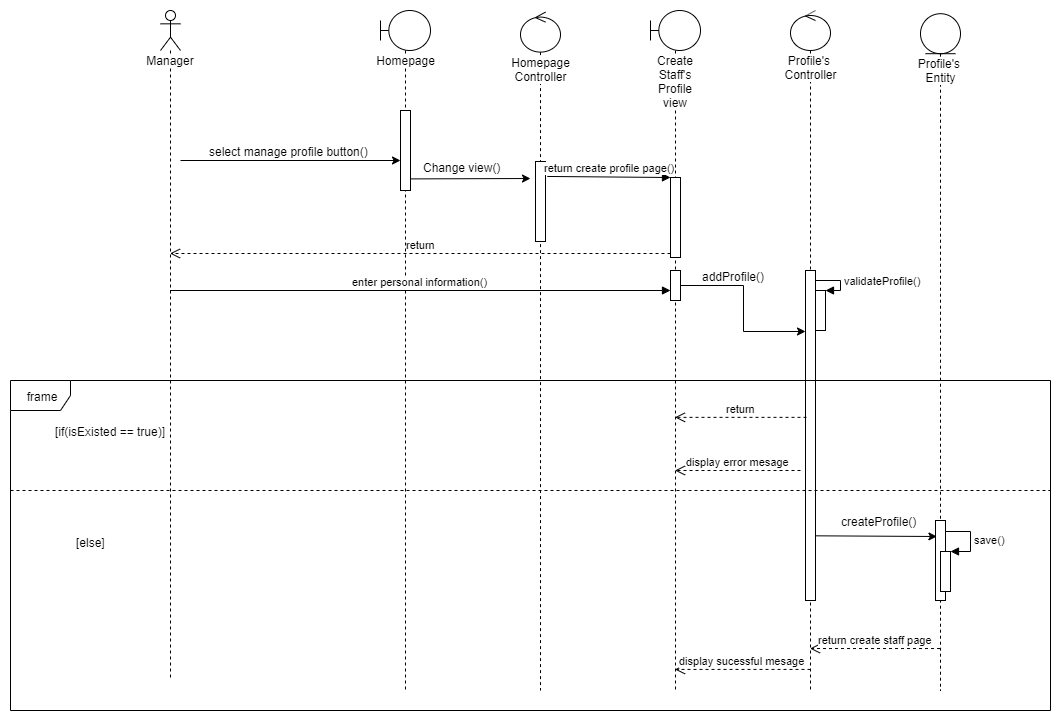 Manager
Homepage
Homepage
Controller
Create
Staff's
Profile
view
Profile's
Controller
Profile's
Entity
select manage profile button()
Change view()
return create profile page()
return
enter personal information()
addProfile()
validateProfile()
frame
return
[if(isExisted == true)]
display error mesage
createProfile()
[else]
save()
return create staff page
display sucessful mesage